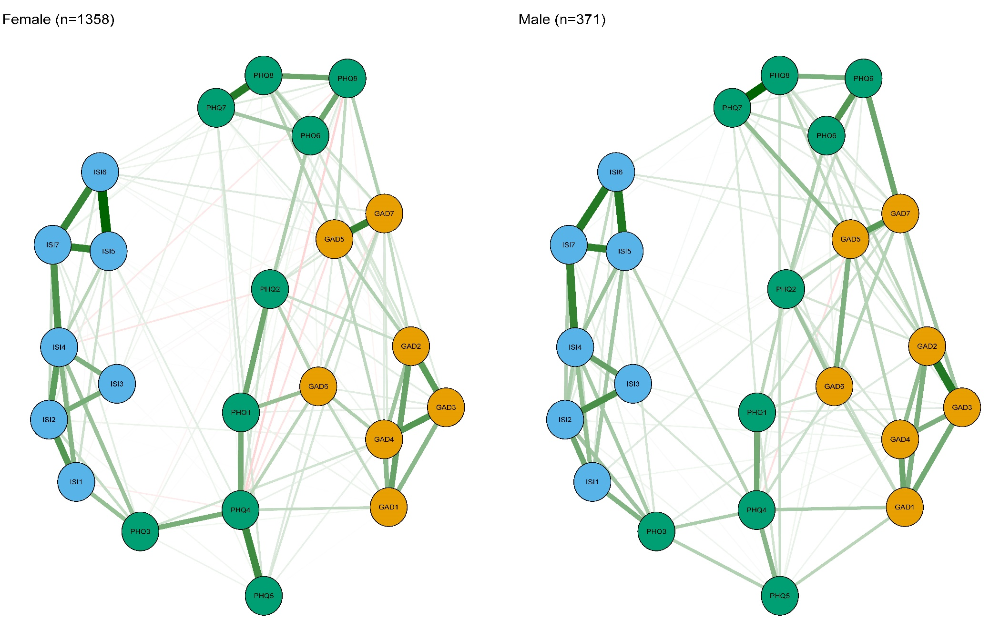 Female (n=1358)
PHQ8
PHQ9
PHQ7
PHQ6
ISI6
GAD7
GAD5
ISI7
ISI5
PHQ2
GAD2
ISI4
ISI3
GAD6
GAD3
PHQ1
ISI2
GAD4
ISI1
GAD1
PHQ4
PHQ3
PHQ5
Male (n=371)
PHQ8
PHQ9
PHQ7
PHQ6
ISI6
GAD7
GAD5
ISI7
ISI5
PHQ2
GAD2
ISI4
ISI3
GAD6
GAD3
PHQ1
ISI2
GAD4
ISI1
GAD1
PHQ4
PHQ3
PHQ5